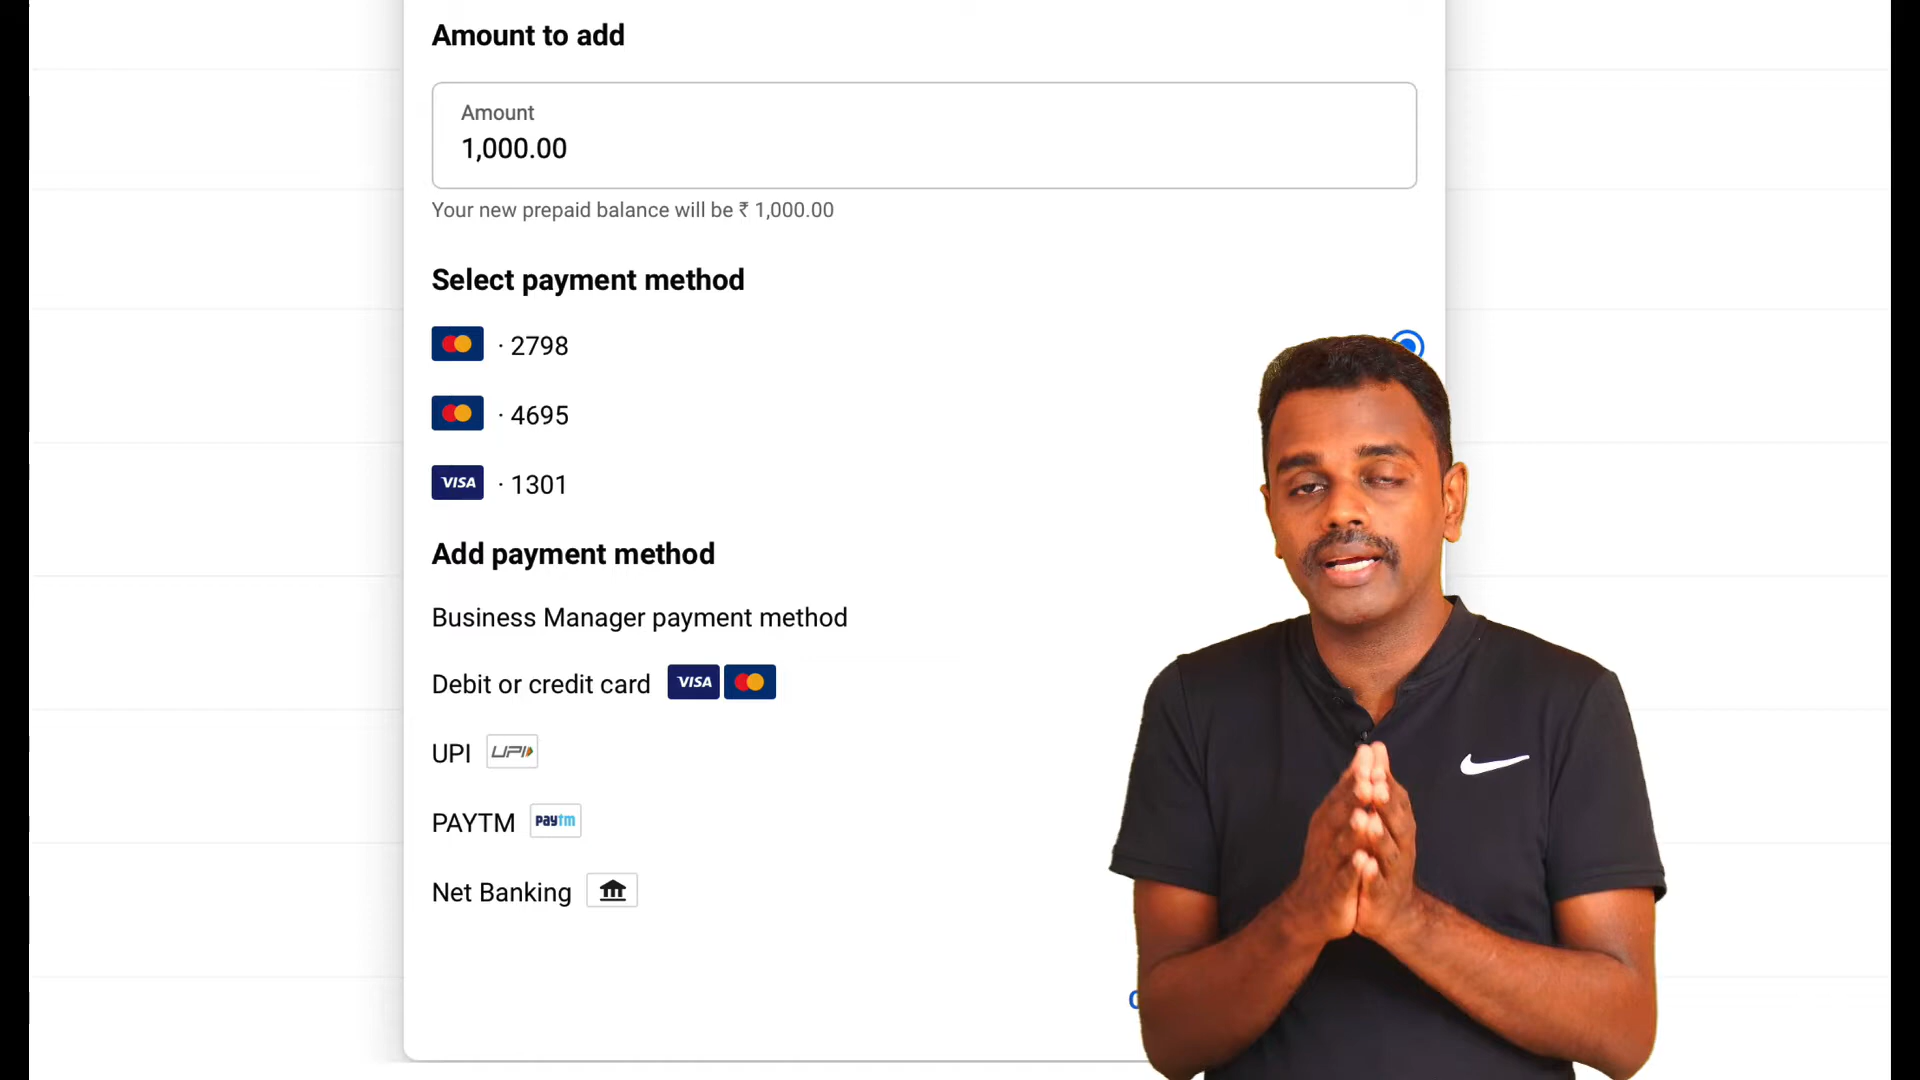 Amount to add
Amount
1,000.00
Your new prepaid balance will be ₹ 1,000.00
Select payment method
· 2798
· 4695
VISA · 1301
Add payment method
Business Manager payment method
Debit or credit card VISA
UPI UPI
PAYTM paytm
Net Banking